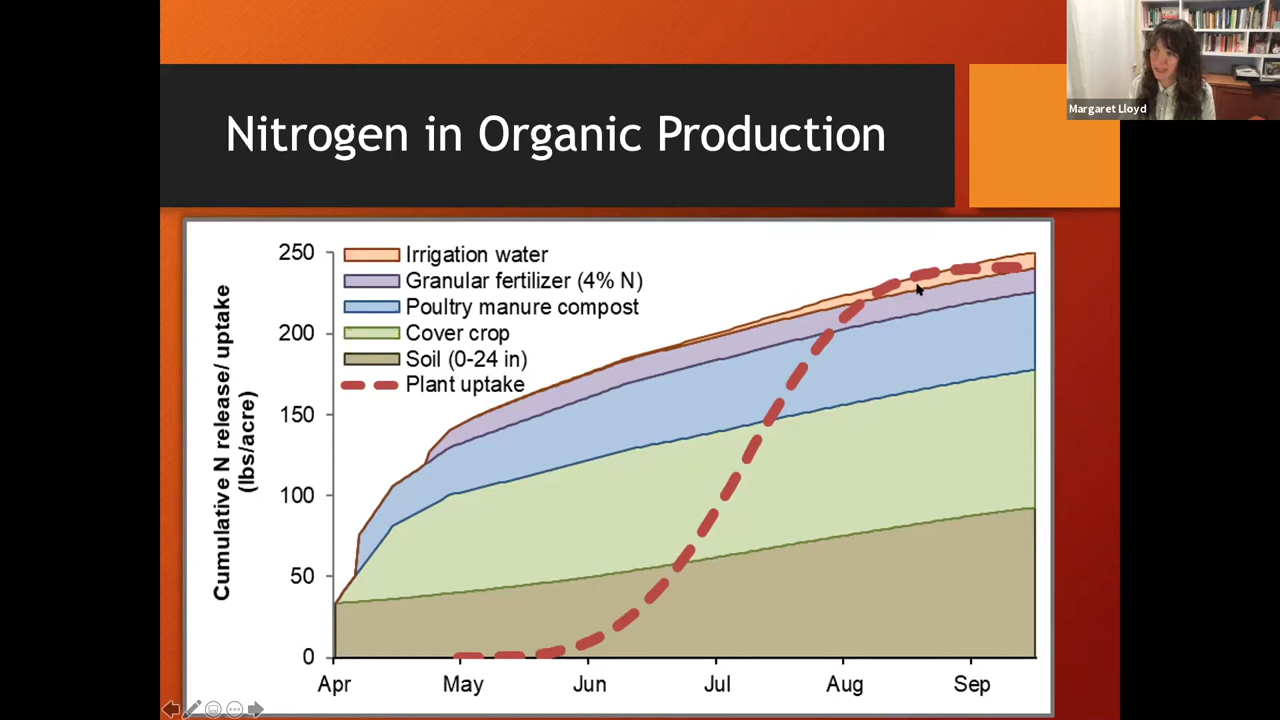 Margaret Lloyd
Nitrogen in Organic Production
Cumulative N release/ uptake
(lbs/acre)
250
200
150
100
50
0
Irrigation water
Granular fertilizer (4% N)
Poultry manure compost
Cover crop
Soil (0-24 in)
Plant uptake
Apr May Jun Jul Aug Sep